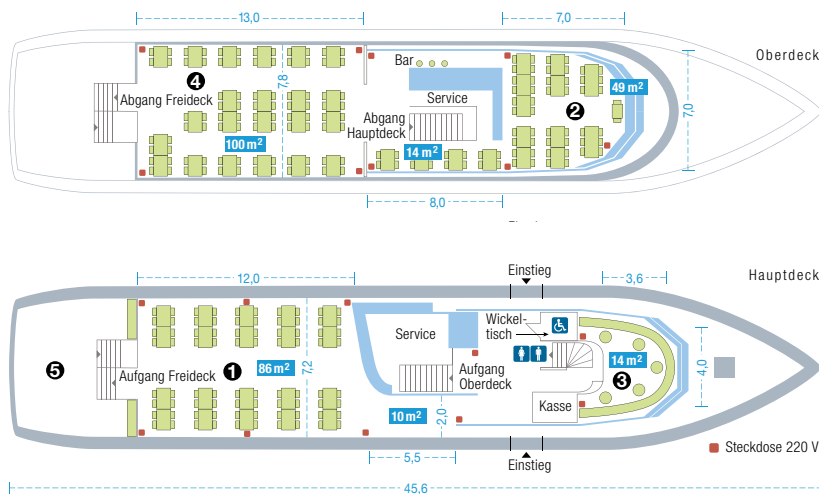 13,0
7,0
Oberdeck
Bar
4
7,8
49 m²
Abgang Freideck
Service
2
7,0
Abgang
Hauptdeck
100 m²
14 m²
8,0
Einstieg
Hauptdeck
12,0
3,6
Wickel-
tisch
Service
5
Aufgang Freideck
1
86 m²
7,2
Aufgang
Oberdeck
14 m²
3
4,0
10 m²
2,0
Kasse
Steckdose 220 V
5,5
Einstieg
45,6